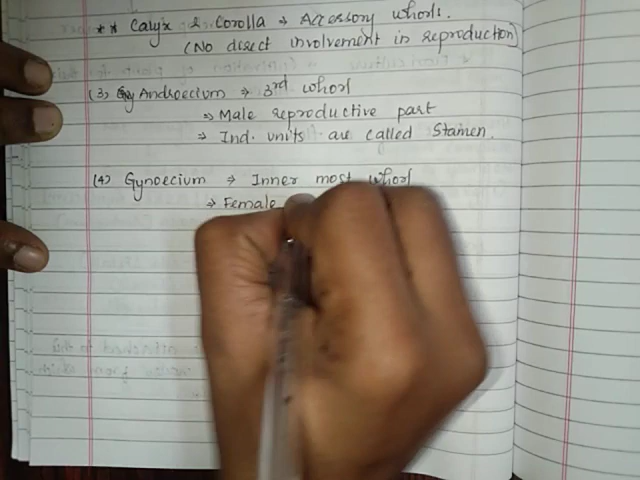 ** Calyx & Corolla → Accessory whorls.
(No direct involvement in reproduction)
(3) Androecium → 3rd whorl
⇒ Male reproductive part
⇒ Ind. units are called Stamen.
(4) Gynoecium → Inner most whorl
⇒ Female